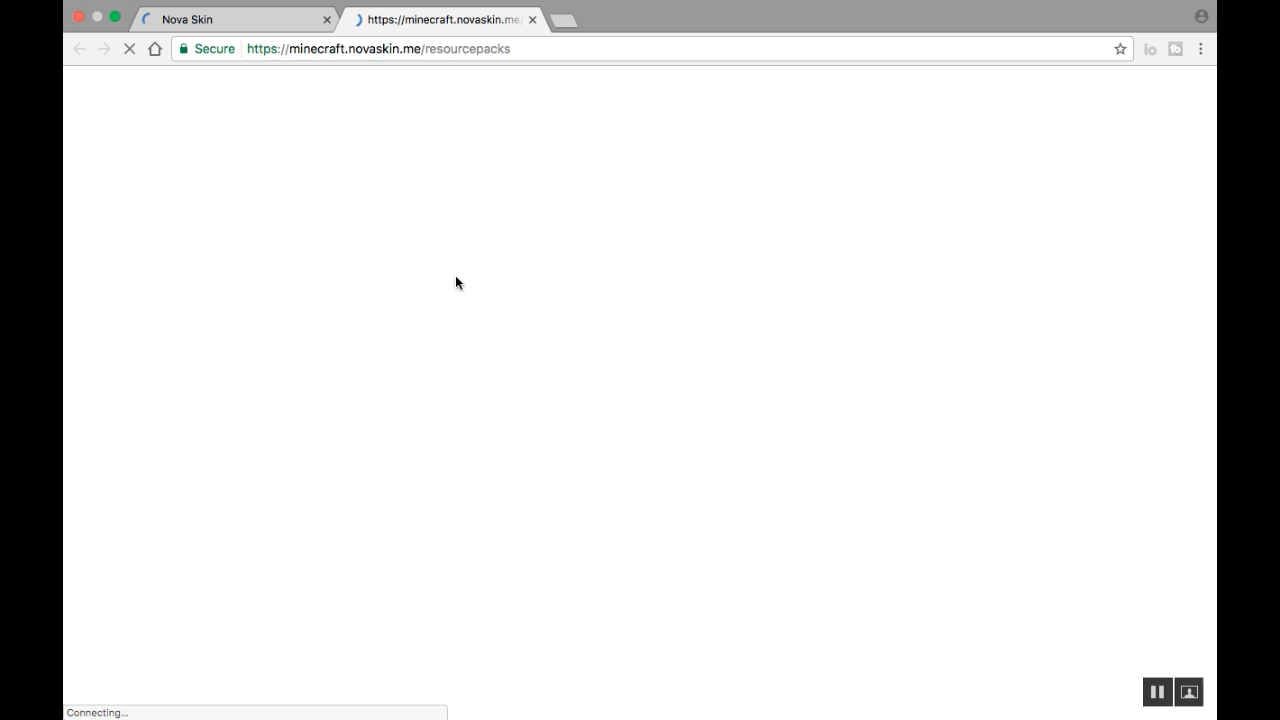 Nova Skin
https://minecraft.novaskin.me/
Secure
https://minecraft.novaskin.me/resourcepacks
Connecting...